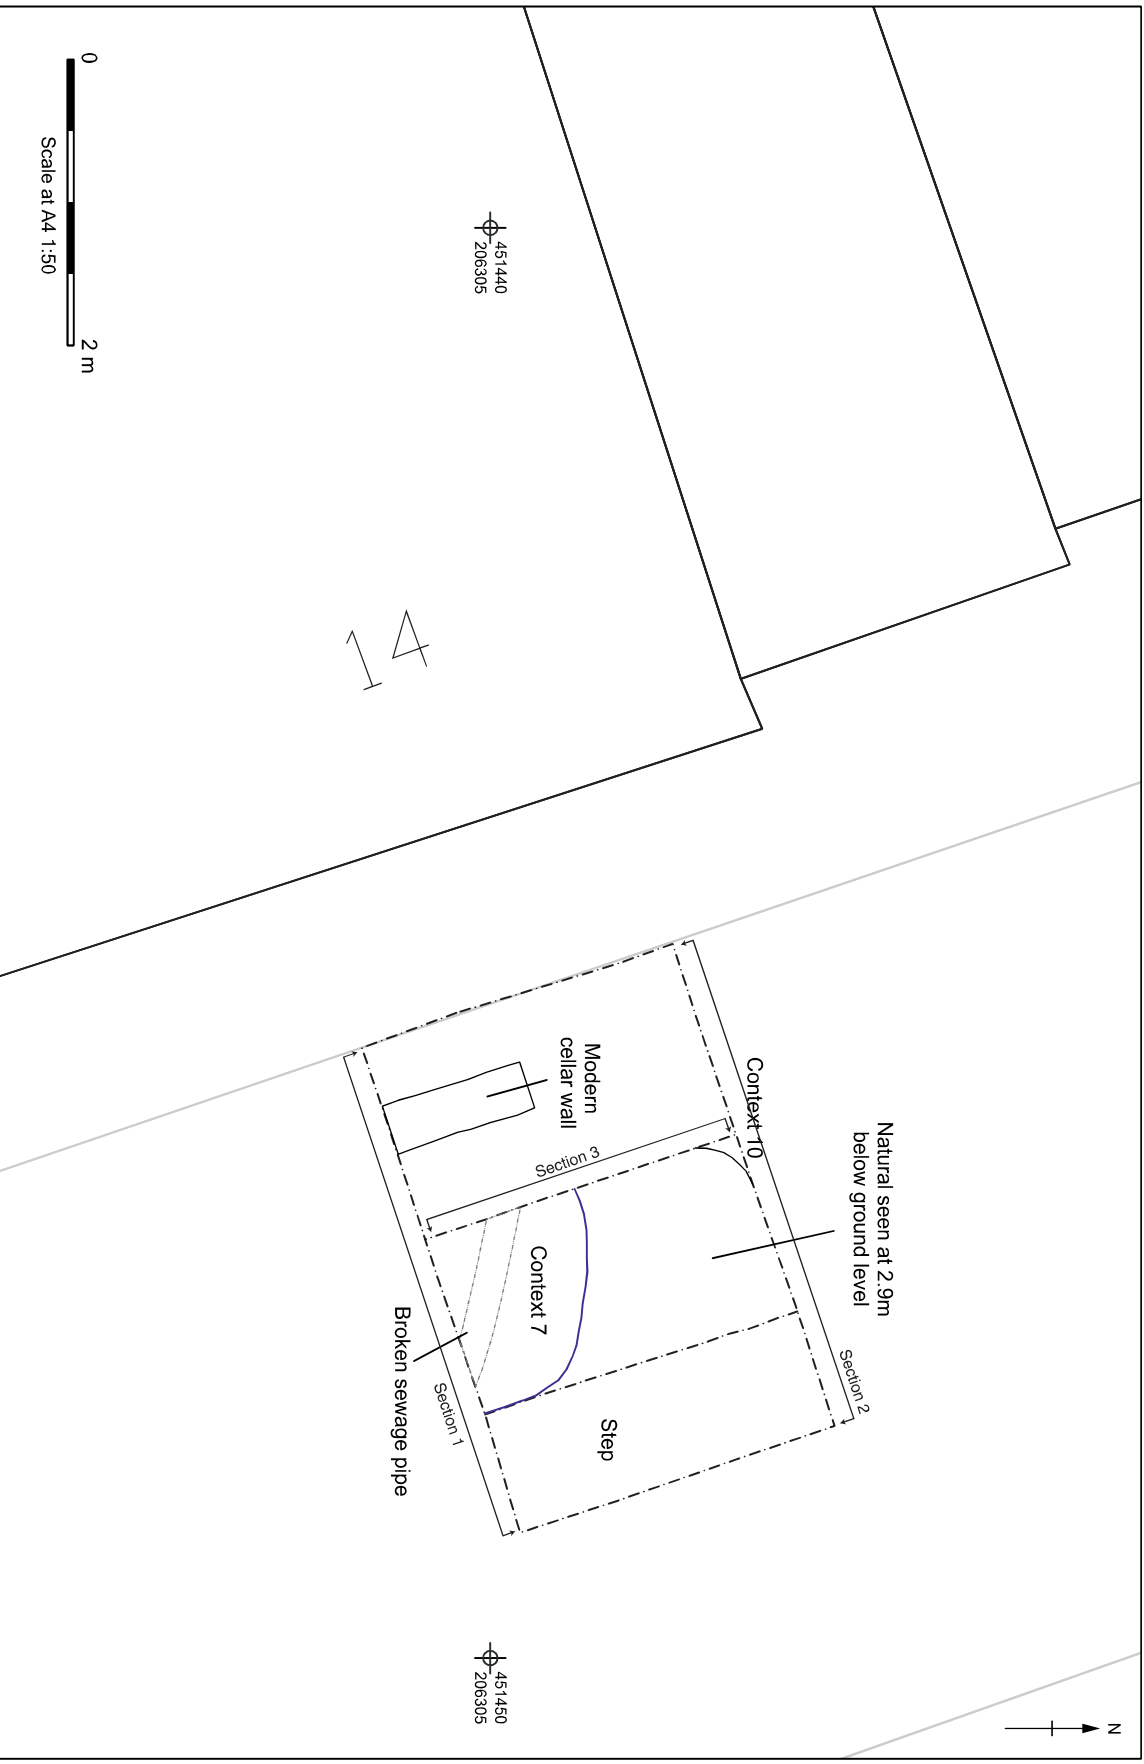 N
Natural seen at 2.9m
below ground level
Section 2
Context 10
Modern
cellar wall
Section 3
Step
Context 7
451440
206305
451450
206305
14
Section 1
Broken sewage pipe
0
2 m
Scale at A4 1:50